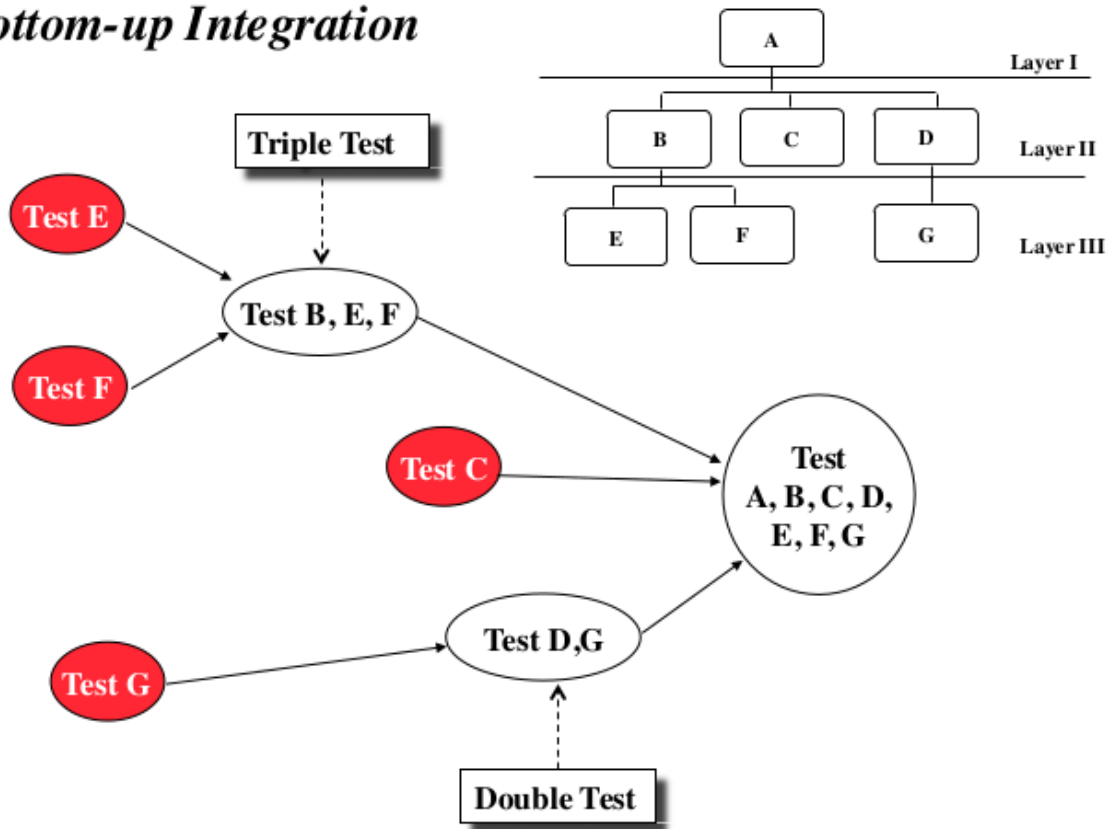 ottom-up Integration
A
Layer I
B
C
D
Layer II
E
F
G
Layer III
Triple Test
Test E
Test B, E, F
Test F
Test C
Test
A, B, C, D,
E, F, G
Test D,G
Test G
Double Test